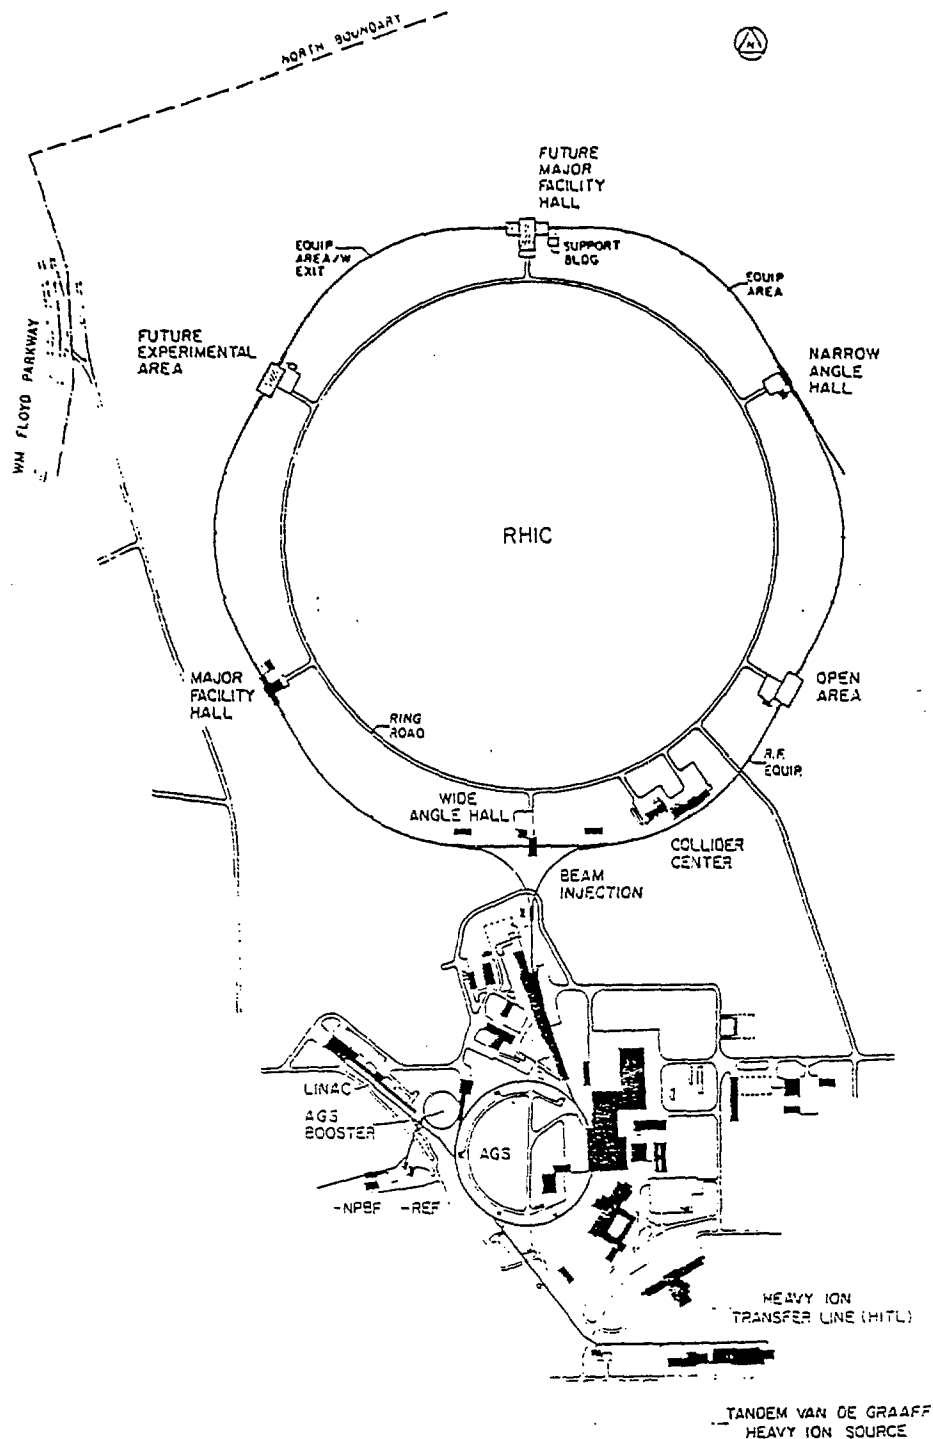 NORTH BOUNDARY
N
FUTURE
MAJOR
FACILITY
HALL
EQUIP
AREA/W
EXIT
SUPPORT
BLDG
EQUIP
AREA
FUTURE
EXPERIMENTAL
AREA
NARROW
ANGLE
HALL
WM FLOYD PARKWAY
RHIC
MAJOR
FACILITY
HALL
OPEN
AREA
RING
ROAD
R.F.
EQUIP.
WIDE
ANGLE HALL
COLLIDER
CENTER
BEAM
INJECTION
LINAC
AGS
BOOSTER
AGS
-NPBF
-REF
HEAVY ION
TRANSFER LINE (HITL)
TANDEM VAN DE GRAAFF
HEAVY ION SOURCE